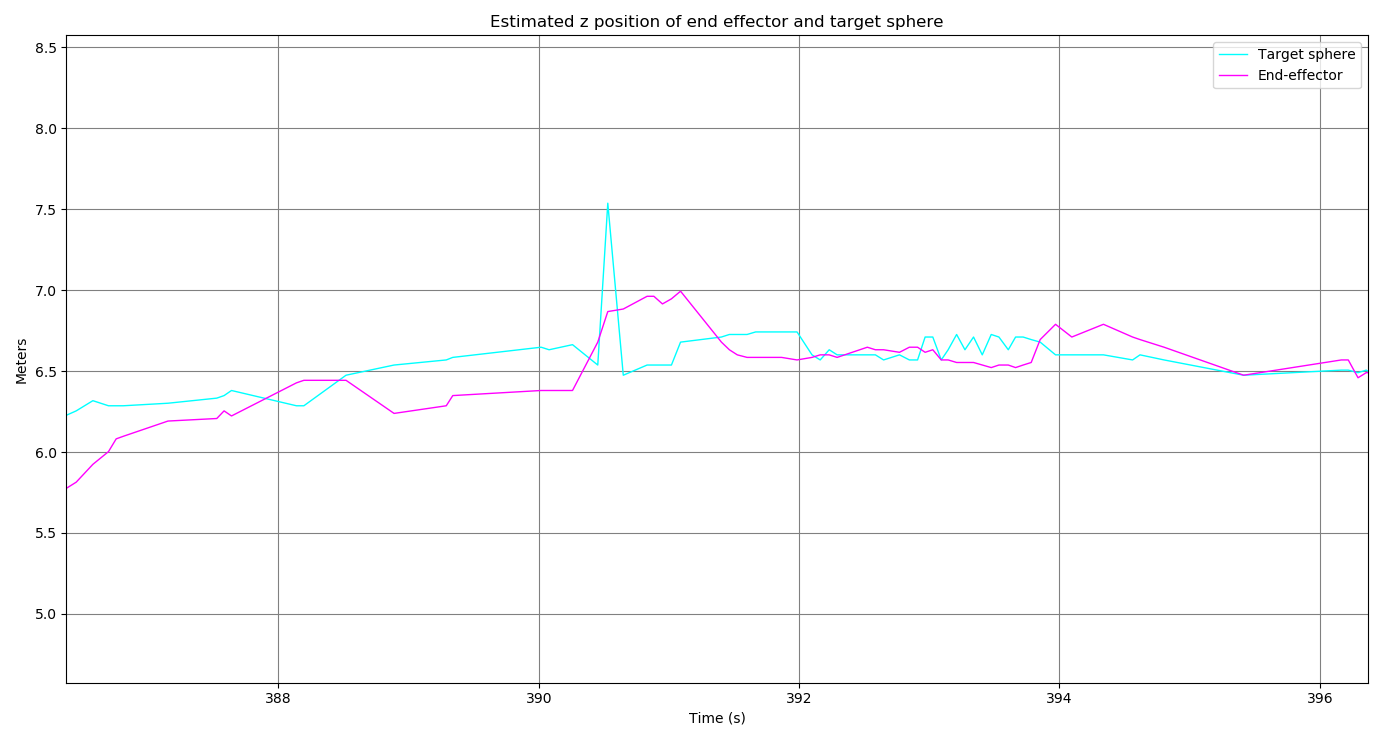 Estimated z position of end effector and target sphere
Target sphere
End-effector
8.5
8.0
7.5
7.0
6.5
6.0
5.5
5.0
Meters
388 390 392 394 396
Time (s)